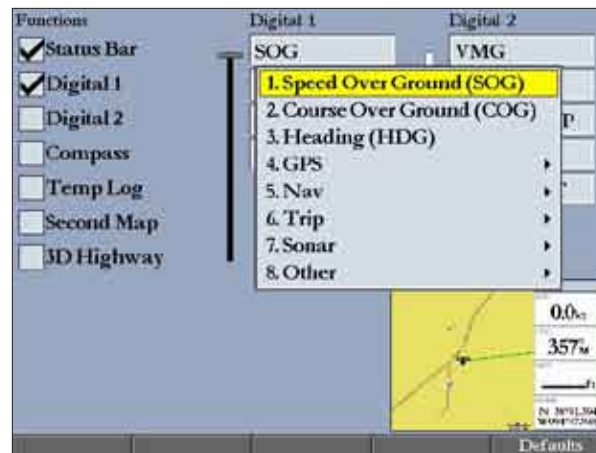 Functions
Digital 1
Digital 2
Status Bar
SOG
VMG
Digital 1
Digital 2
P
Compass
Temp Log
Second Map
3D Highway
1. Speed Over Ground (SOG)
2. Course Over Ground (COG)
3. Heading (HDG)
4. GPS
5. Nav
6. Trip
7. Sonar
8. Other
0.0
357
Defaults